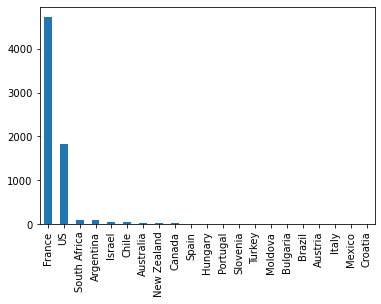 4000
3000
2000
1000
0
France
US
South Africa
Argentina
Israel
Chile
Australia
New Zealand
Canada
Spain
Hungary
Portugal
Slovenia
Turkey
Moldova
Bulgaria
Brazil
Austria
Italy
Mexico
Croatia